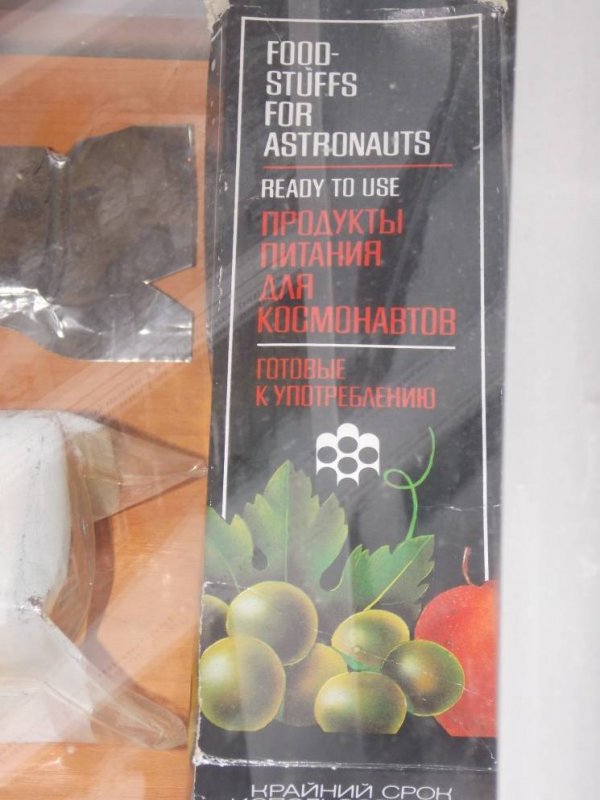 FOOD-
STUFFS
FOR
ASTRONAUTS
READY TO USE
ПРОДУКТЫ
ПИТАНИЯ
ДЛЯ
КОСМОНАВТОВ
ГОТОВЫЕ
К УПОТРЕБЛЕНИЮ
КРАЙНИЙ СРОК